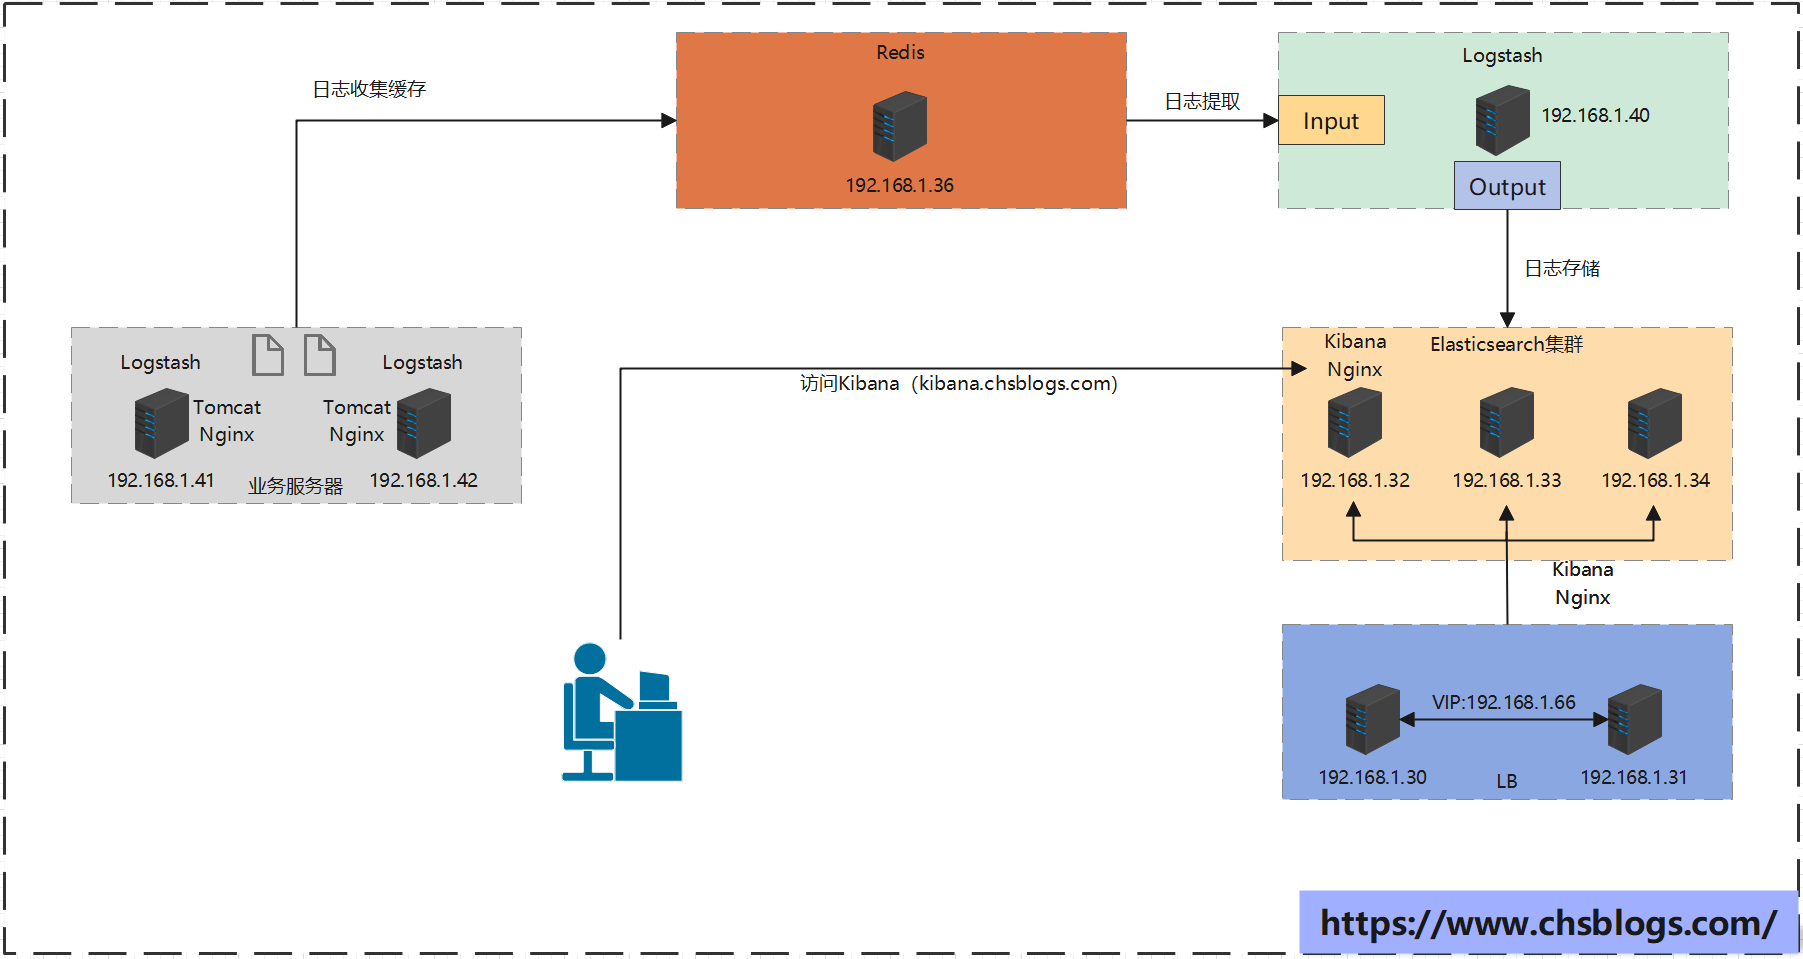 Redis
192.168.1.36
日志收集缓存
日志提取
Logstash
Input
192.168.1.40
Output
日志存储
Logstash
Logstash
Tomcat
Nginx
Tomcat
Nginx
192.168.1.41
业务服务器
192.168.1.42
访问Kibana（kibana.chsblogs.com）
Kibana
Nginx
Elasticsearch集群
192.168.1.32
192.168.1.33
192.168.1.34
Kibana
Nginx
VIP:192.168.1.66
192.168.1.30
LB
192.168.1.31
https://www.chsblogs.com/